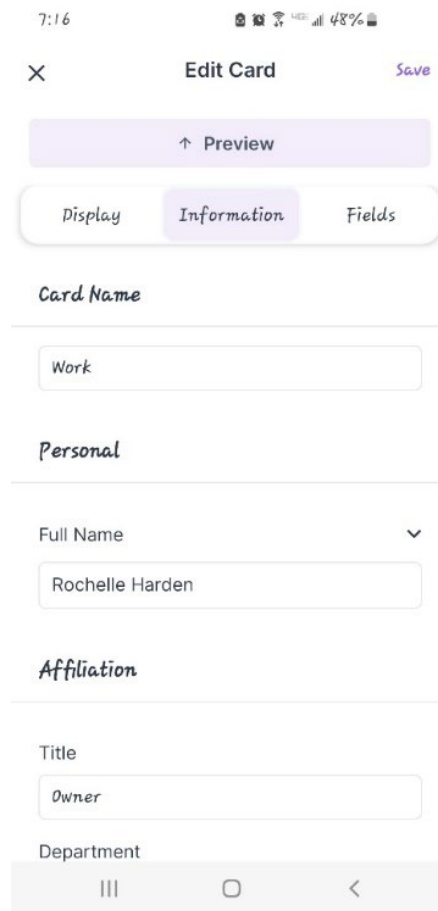 7:16 48%
Edit Card Save
↑ Preview
Display Information Fields
Card Name
Work
Personal
Full Name
Rochelle Harden
Affiliation
Title
Owner
Department